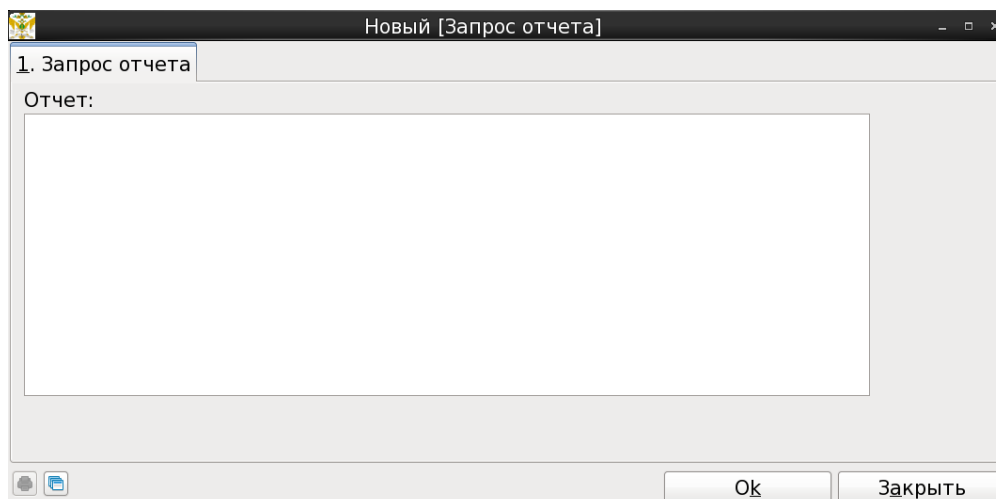 Новый [Запрос отчета]
1. Запрос отчета
Отчет:
Ok
Закрыть